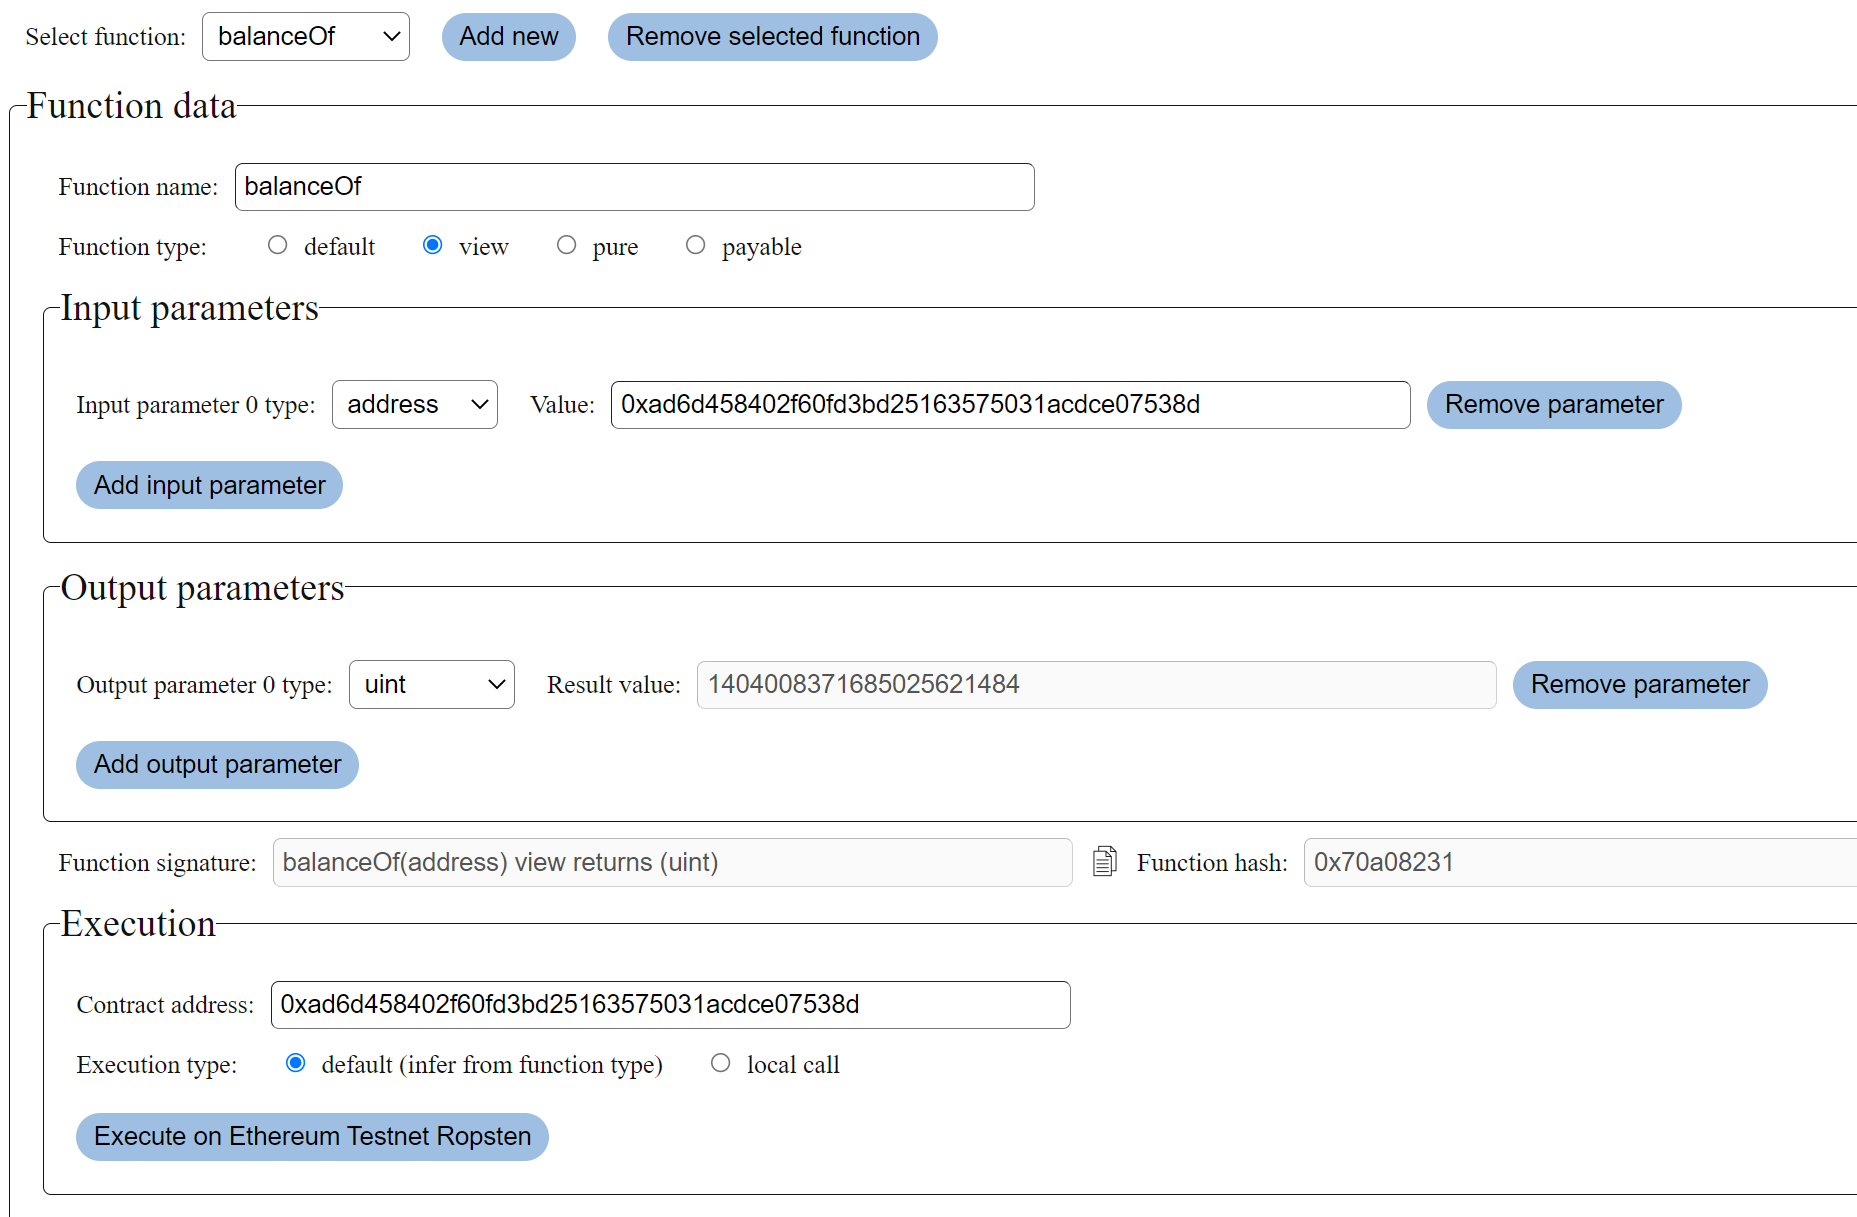 Select function: balanceOf Add new Remove selected function
Function data
Function name: balanceOf
Function type: default view pure payable
Input parameters
Input parameter 0 type: address Value: 0xad6d458402f60fd3bd25163575031acdce07538d Remove parameter
Add input parameter
Output parameters
Output parameter 0 type: uint Result value: 1404008371685025621484 Remove parameter
Add output parameter
Function signature: balanceOf(address) view returns (uint) Function hash: 0x70a08231
Execution
Contract address: 0xad6d458402f60fd3bd25163575031acdce07538d
Execution type: default (infer from function type) local call
Execute on Ethereum Testnet Ropsten